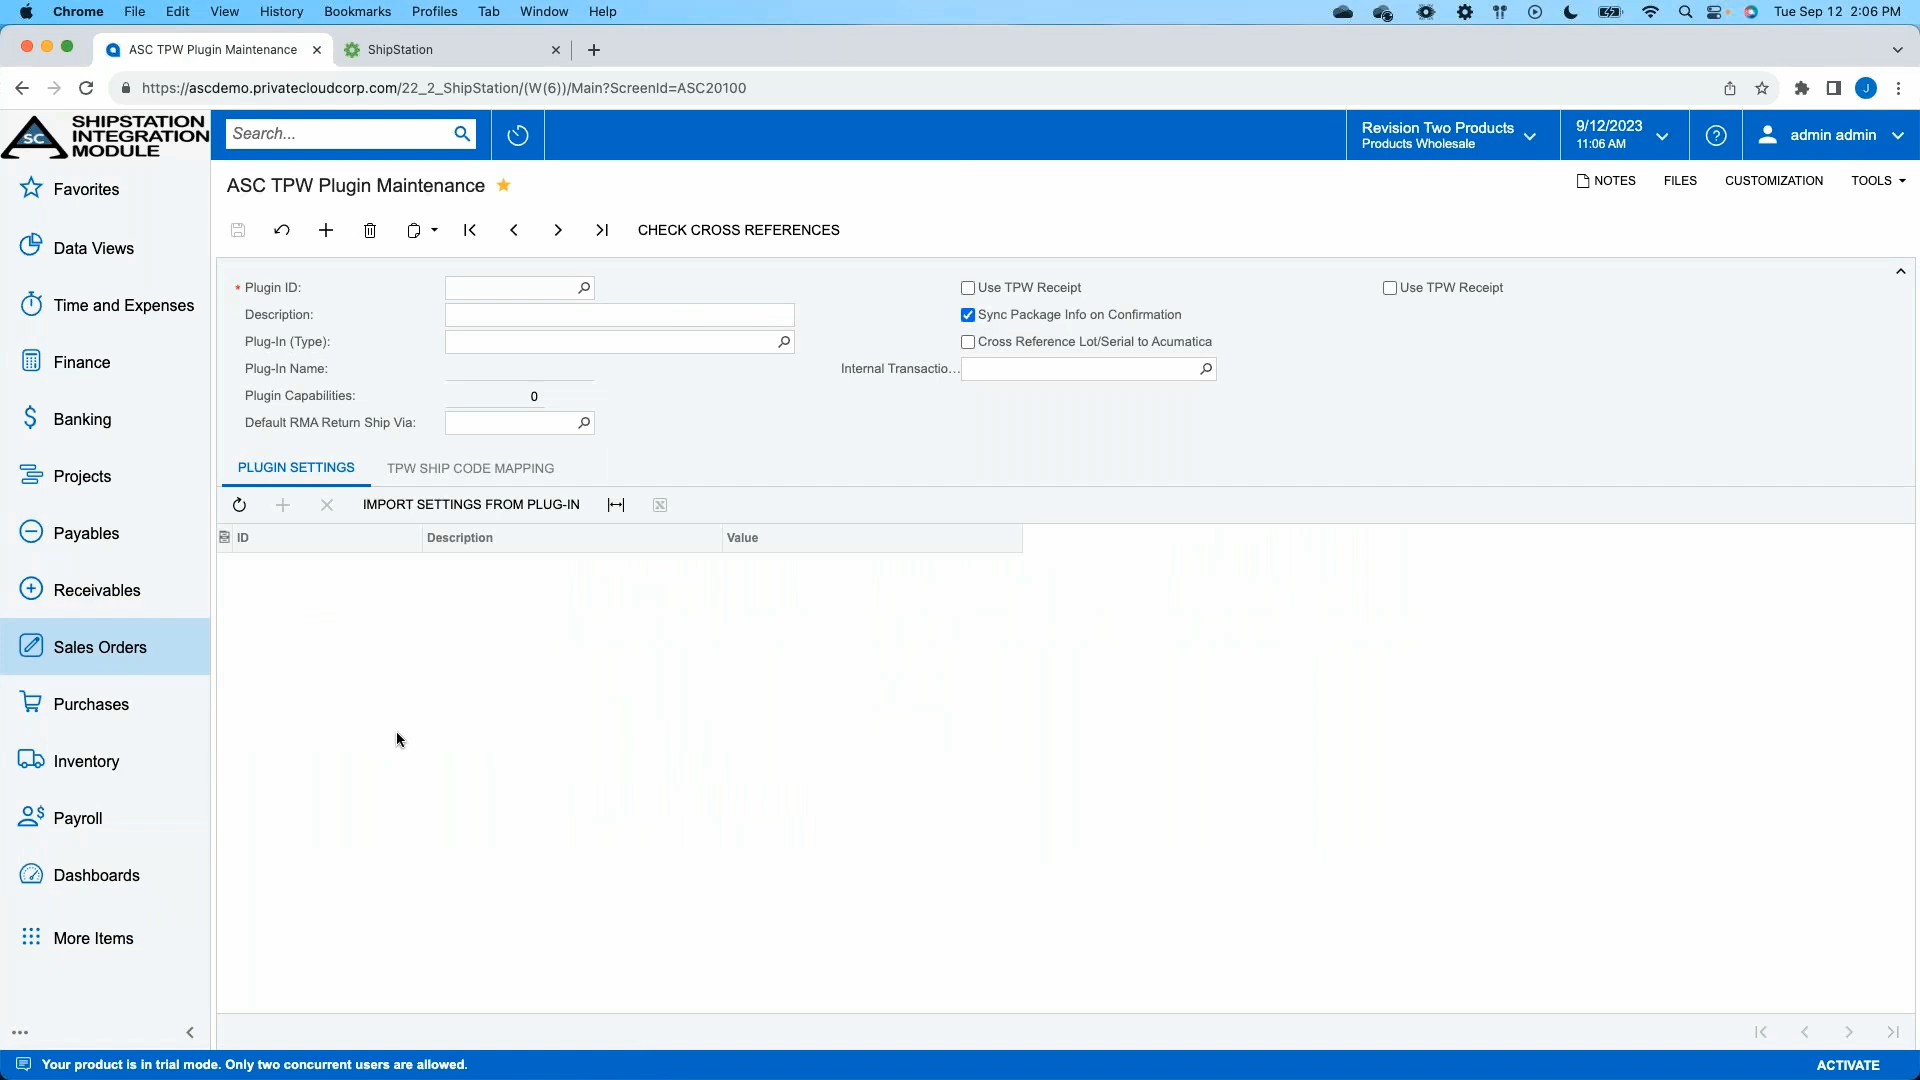 Chrome File Edit View History Bookmarks Profiles Tab Window Help Tue Sep 12 2:06 PM
ASC TPW Plugin Maintenance ShipStation
https://ascdemo.privatecloudcorp.com/22_2_ShipStation/(W(6))/Main?ScreenId=ASC20100 J
SC SHIPSTATION
INTEGRATION
MODULE
Search...
Revision Two Products
Products Wholesale
9/12/2023
11:06 AM
admin admin
Favorites
Data Views
Time and Expenses
Finance
Banking
Projects
Payables
Receivables
Sales Orders
Purchases
Inventory
Payroll
Dashboards
More Items
ASC TPW Plugin Maintenance
NOTES FILES CUSTOMIZATION TOOLS
CHECK CROSS REFERENCES
* Plugin ID:
Description:
Plug-In (Type):
Plug-In Name:
Plugin Capabilities: 0
Default RMA Return Ship Via:
Use TPW Receipt
Sync Package Info on Confirmation
Cross Reference Lot/Serial to Acumatica
Internal Transactio...
Use TPW Receipt
PLUGIN SETTINGS TPW SHIP CODE MAPPING
IMPORT SETTINGS FROM PLUG-IN
ID Description Value
Your product is in trial mode. Only two concurrent users are allowed. ACTIVATE